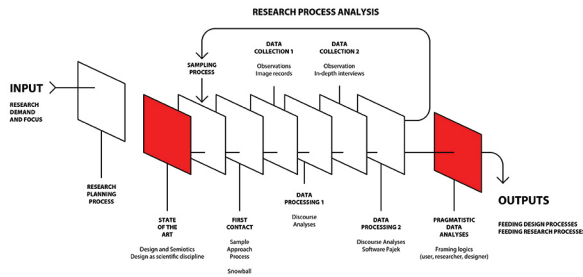 RESEARCH PROCESS ANALYSIS
SAMPLING
PROCESS
DATA
COLLECTION 1
Observations
Image records
DATA
COLLECTION 2
Observation
In-depth interviews
INPUT
RESEARCH
DEMAND
AND FOCUS
RESEARCH
PLANNING
PROCESS
STATE
OF THE
ART
Design and Semiotics
Design as scientific discipline
FIRST
CONTACT
Sample
Approach
Process
Snowball
DATA
PROCESSING 1
Discourse
Analyses
DATA
PROCESSING 2
Discourse Analyses
Software Pajek
PRAGMATISTIC
DATA
ANALYSES
Framing logics
(user, researcher, designer)
OUTPUTS
FEEDING DESIGN PROCESSES
FEEDING RESEARCH PROCESSES